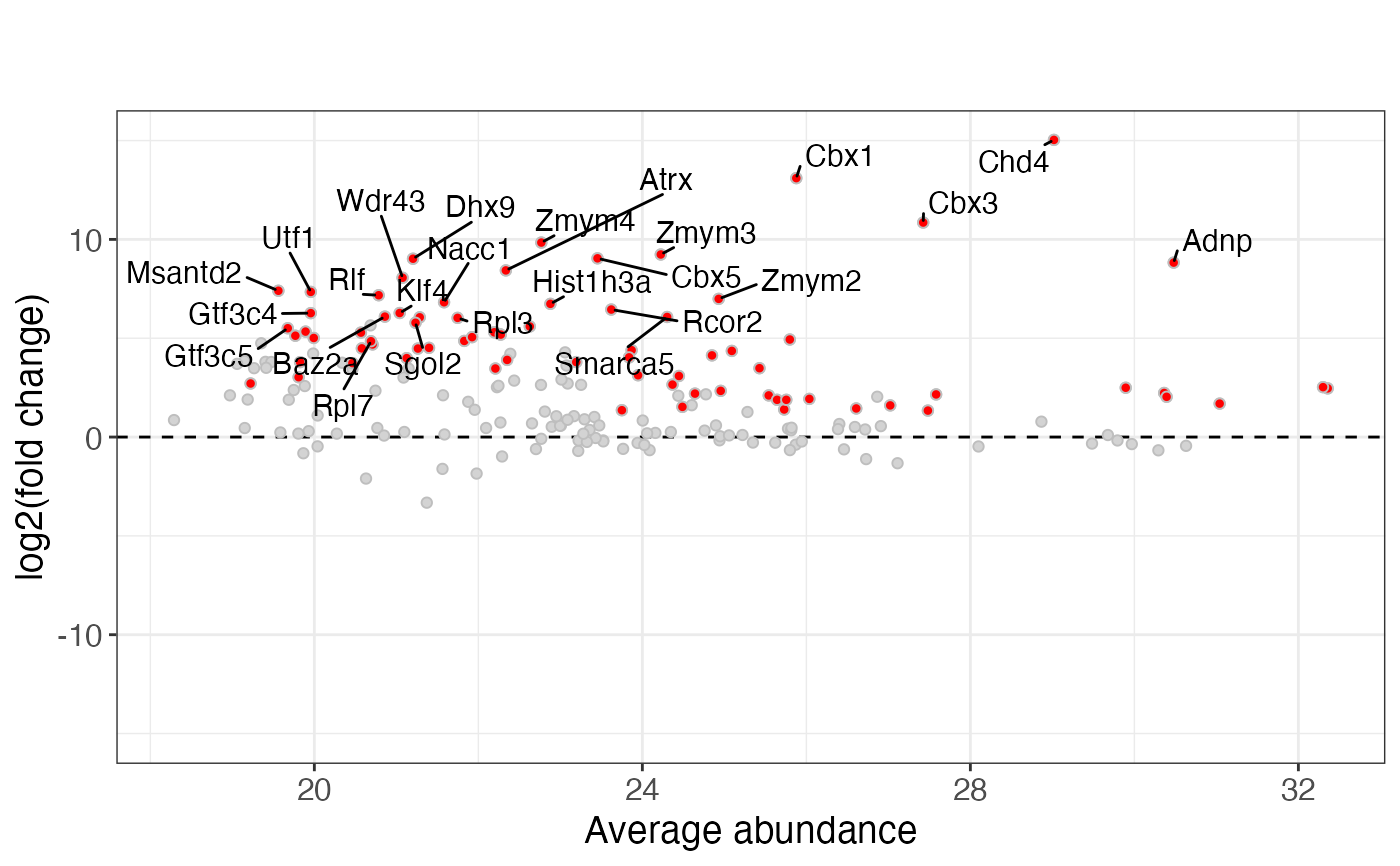 Cbx1
Chd4
Atrx
Wdr43
Dhx9
Cbx3
Zmym4
Utf1
Nacc1
Zmym3
Adnp
Msantd2
Rlf
Klf4
Hist1h3a
Cbx5
Zmym2
Gtf3c4
Rpl3
Rcor2
Gtf3c5
Baz2a
Sgol2
Smarca5
Rpl7
10
0
-10
log2(fold change)
20
24
28
32
Average abundance